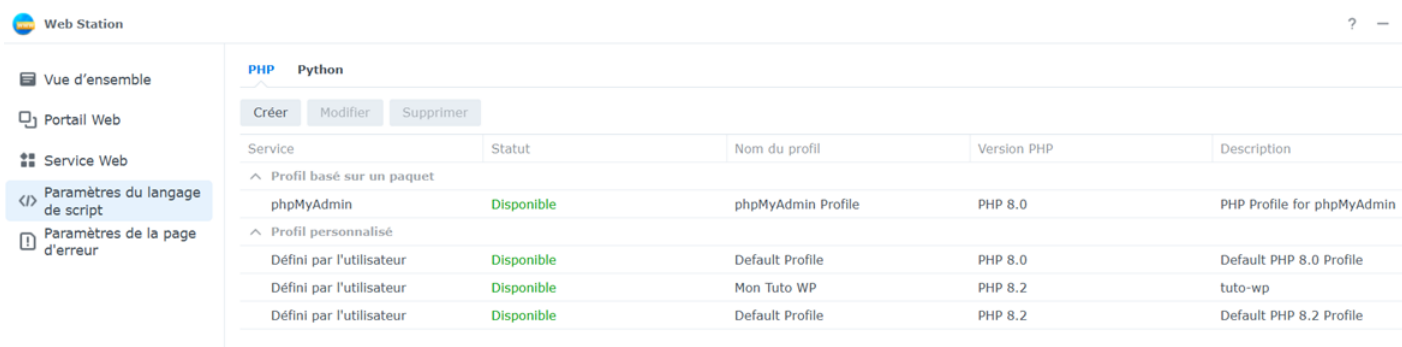 Web Station
Vue d’ensemble
Portail Web
Service Web
Paramètres du langage
de script
Paramètres de la page
d'erreur
PHP Python
Créer Modifier Supprimer
Service Statut Nom du profil Version PHP Description
Profil basé sur un paquet
phpMyAdmin Disponible phpMyAdmin Profile PHP 8.0 PHP Profile for phpMyAdmin
Profil personnalisé
Défini par l'utilisateur Disponible Default Profile PHP 8.0 Default PHP 8.0 Profile
Défini par l'utilisateur Disponible Mon Tuto WP PHP 8.2 tuto-wp
Défini par l'utilisateur Disponible Default Profile PHP 8.2 Default PHP 8.2 Profile